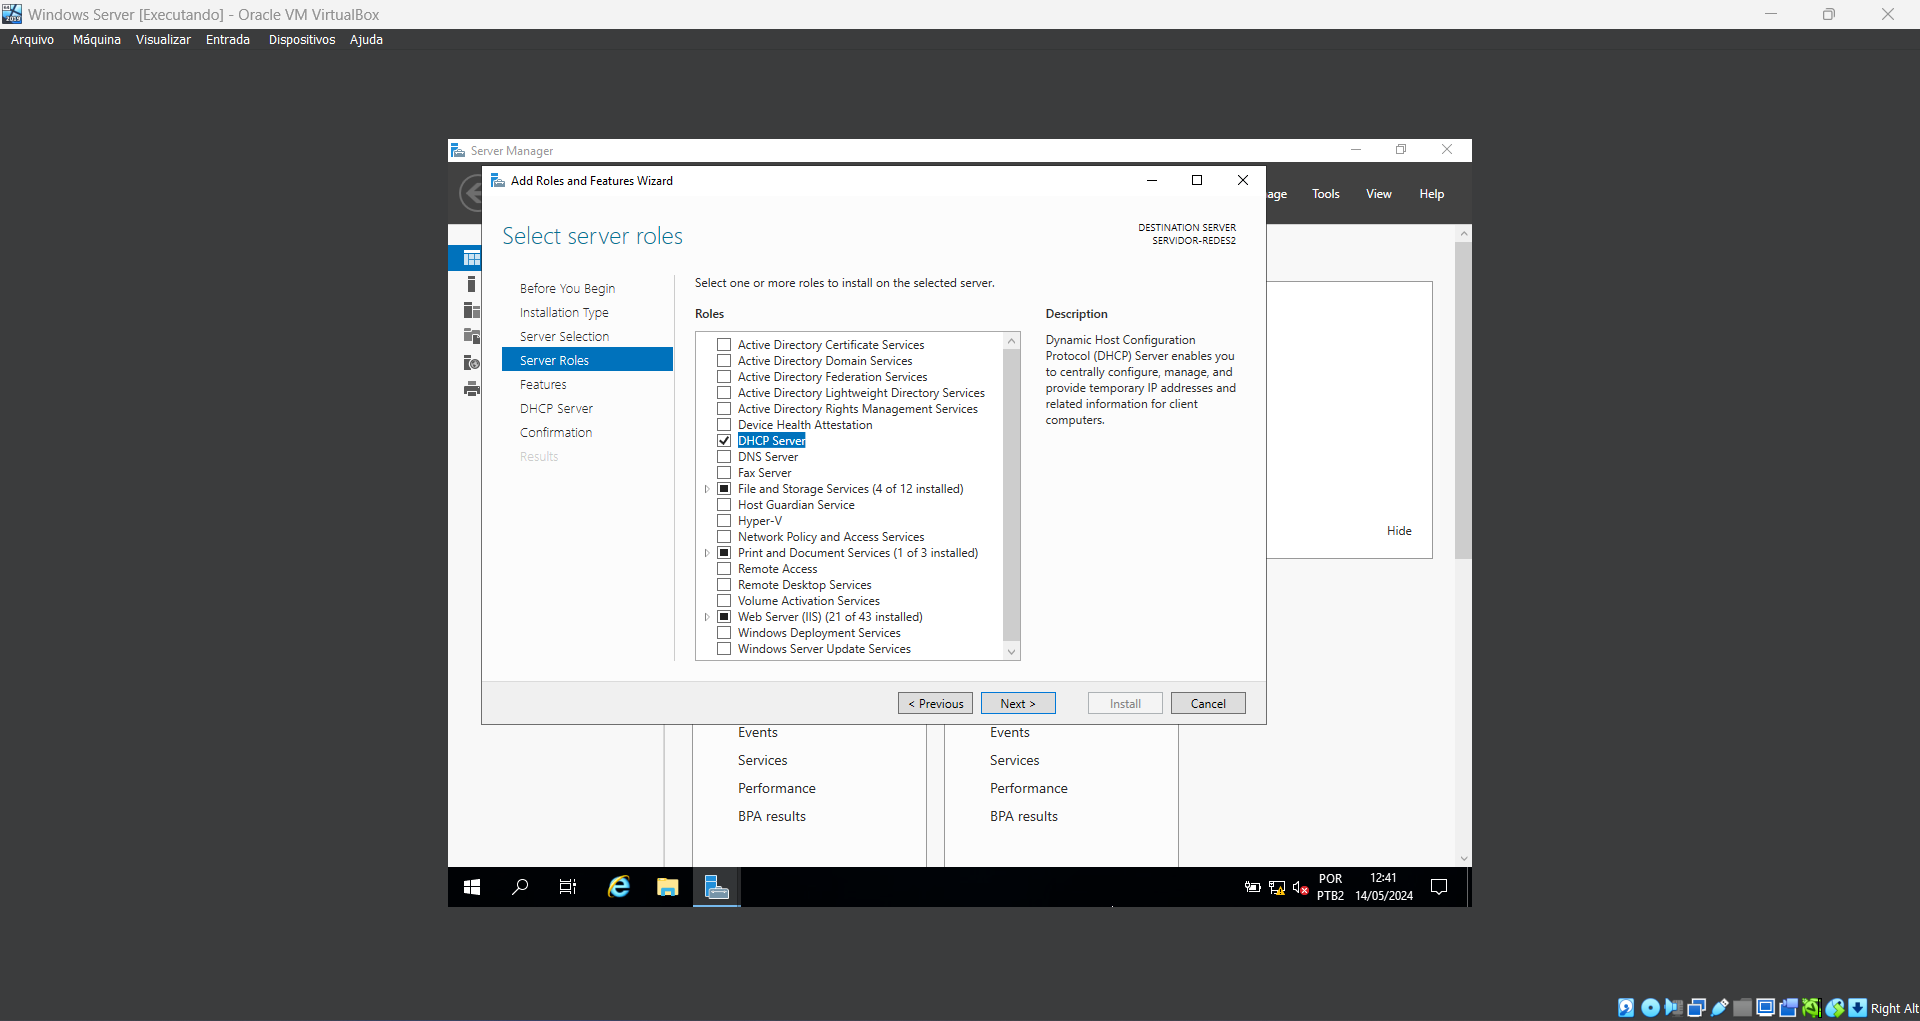 Windows Server [Executando] - Oracle VM VirtualBox
Arquivo Máquina Visualizar Entrada Dispositivos Ajuda
Server Manager
Add Roles and Features Wizard
age Tools View Help
Select server roles
DESTINATION SERVER
SERVIDOR-REDES2
Before You Begin
Installation Type
Server Selection
Server Roles
Features
DHCP Server
Confirmation
Results
Select one or more roles to install on the selected server.
Roles
Active Directory Certificate Services
Active Directory Domain Services
Active Directory Federation Services
Active Directory Lightweight Directory Services
Active Directory Rights Management Services
Device Health Attestation
DHCP Server
DNS Server
Fax Server
File and Storage Services (4 of 12 installed)
Host Guardian Service
Hyper-V
Network Policy and Access Services
Print and Document Services (1 of 3 installed)
Remote Access
Remote Desktop Services
Volume Activation Services
Web Server (IIS) (21 of 43 installed)
Windows Deployment Services
Windows Server Update Services
Description
Dynamic Host Configuration
Protocol (DHCP) Server enables you
to centrally configure, manage, and
provide temporary IP addresses and
related information for client
computers.
Hide
< Previous Next > Install Cancel
Events
Services
Performance
BPA results
Events
Services
Performance
BPA results
POR
PTB2
12:41
14/05/2024
Right Alt